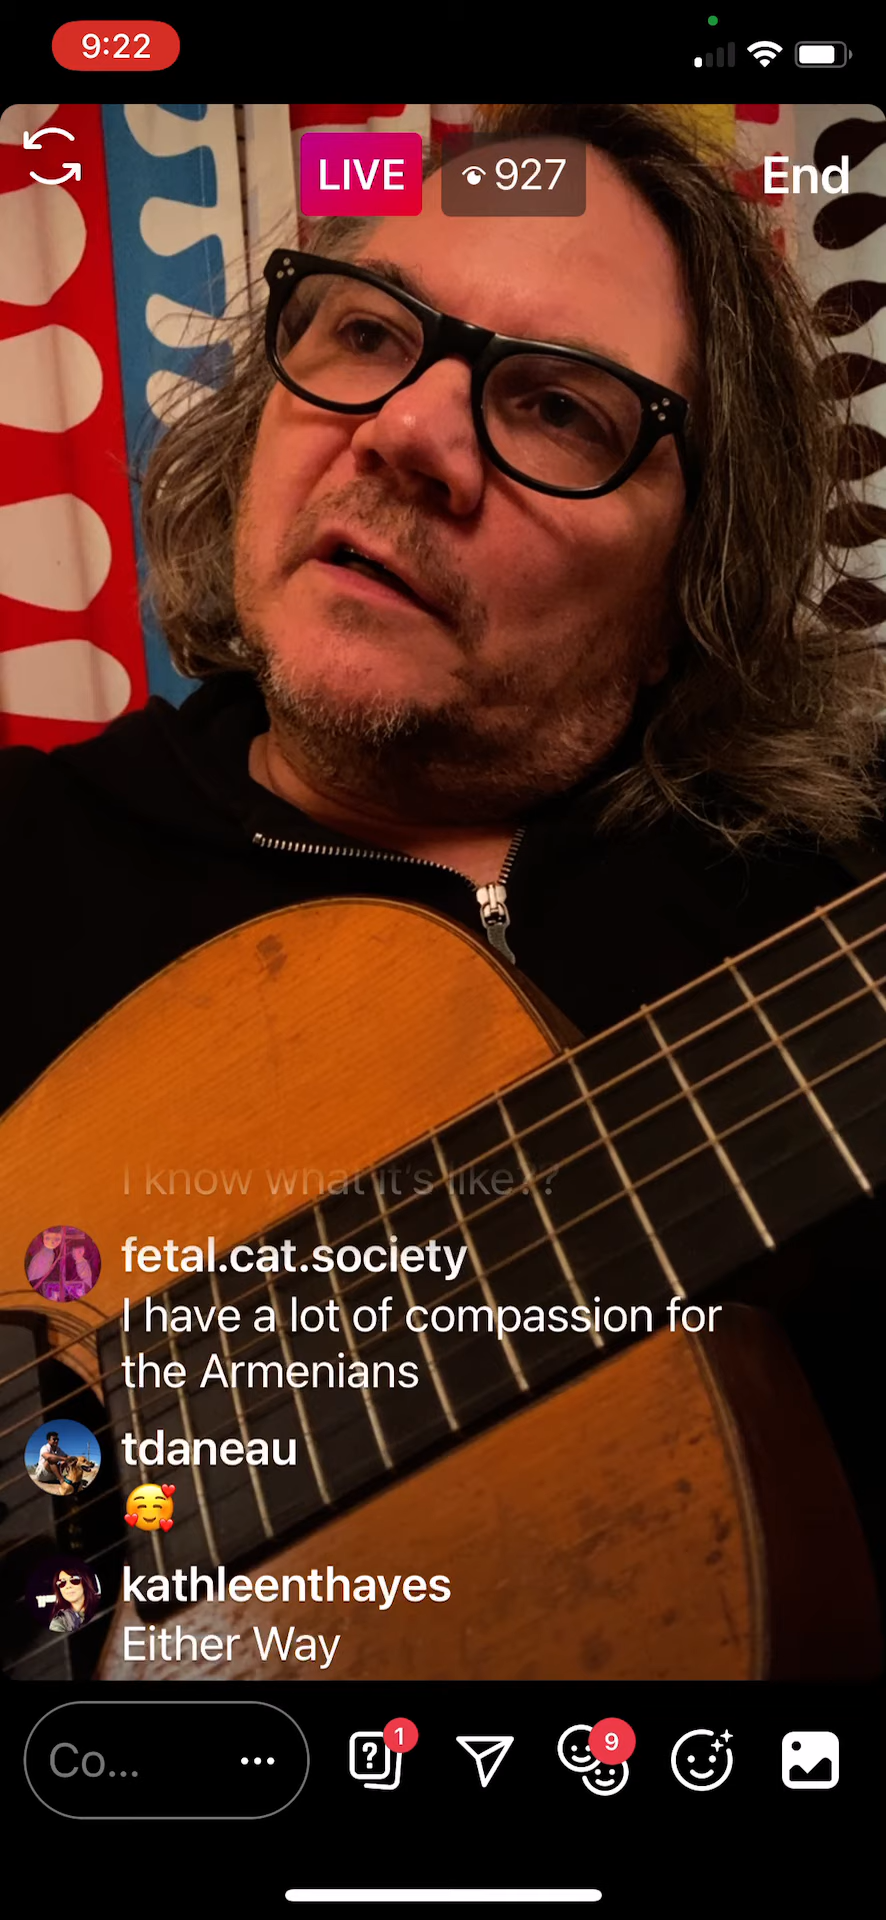 9:22
LIVE
927
End
I know what it's like??
fetal.cat.society
I have a lot of compassion for
the Armenians
tdaneau
🥰
kathleenthayes
Either Way
Co...
1
9